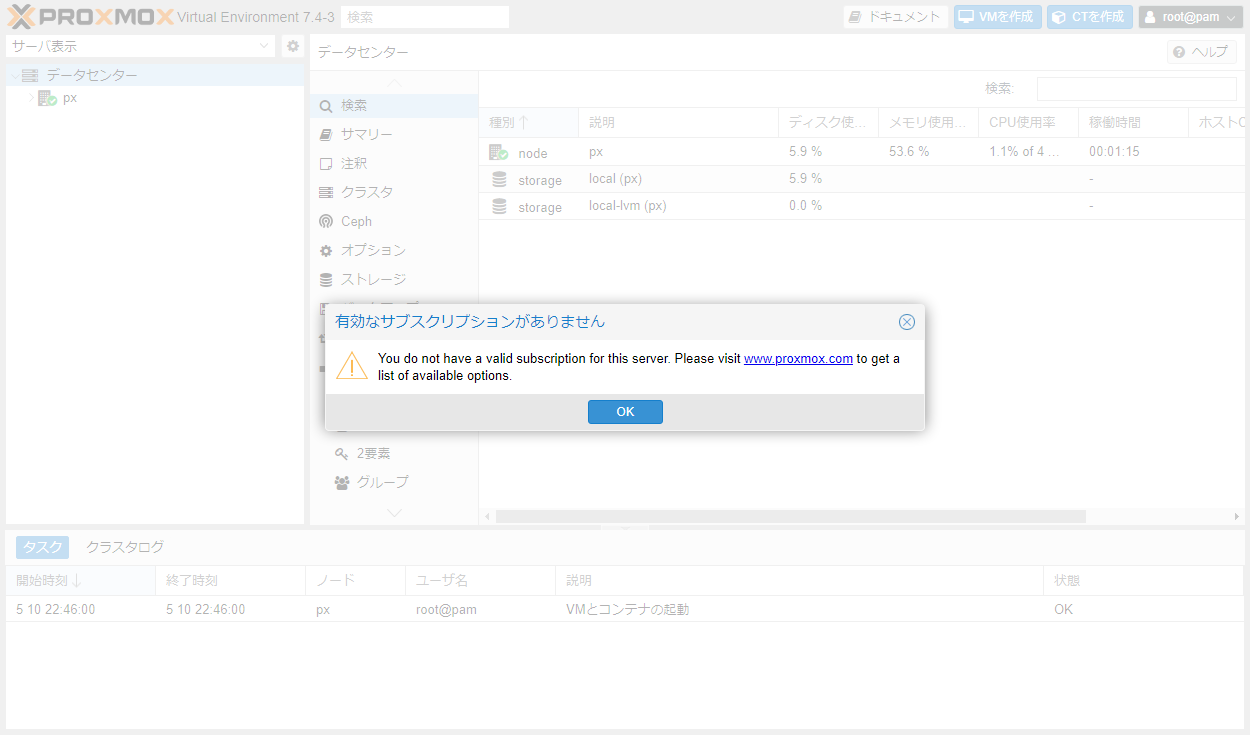 PROXMOX Virtual Environment 7.4-3 検索 ドキュメント VMを作成 CTを作成 root@pam
サーバ表示
データセンター
px
データセンター ヘルプ
検索
サマリー
注釈
クラスタ
Ceph
オプション
ストレージ
2要素
グループ
検索:
種別 説明 ディスク使... メモリ使用... CPU使用率 稼働時間 ホストC
node px 5.9 % 53.6 % 1.1% of 4 ... 00:01:15
storage local (px) 5.9 % -
storage local-lvm (px) 0.0 % -
有効なサブスクリプションがありません
You do not have a valid subscription for this server. Please visit www.proxmox.com to get a
list of available options.
OK
タスク クラスタログ
開始時刻 終了時刻 ノード ユーザ名 説明 状態
5 10 22:46:00 5 10 22:46:00 px root@pam VMとコンテナの起動 OK